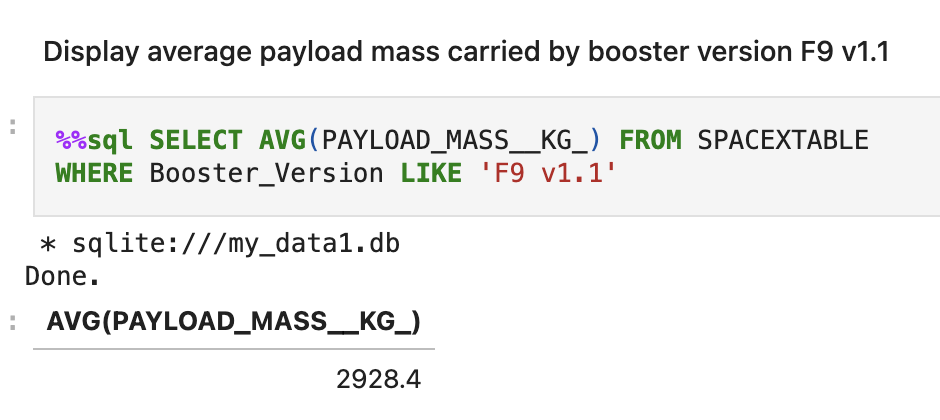 Display average payload mass carried by booster version F9 v1.1
:
%%sql SELECT AVG(PAYLOAD_MASS__KG_) FROM SPACEXTABLE
WHERE Booster_Version LIKE 'F9 v1.1'
* sqlite:///my_data1.db
Done.
:
AVG(PAYLOAD_MASS__KG_)
2928.4